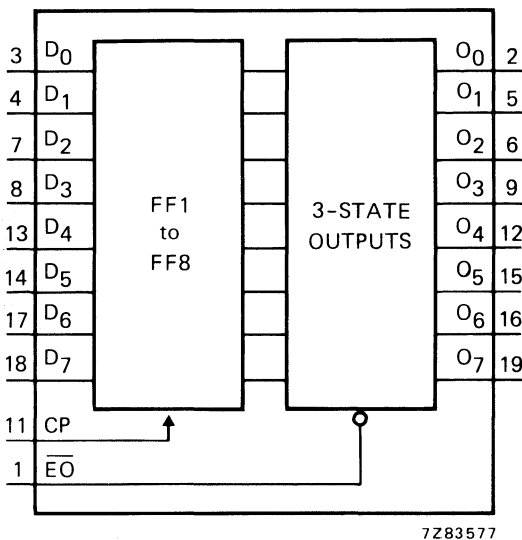 3 D0 O0 2
4 D1 O1 5
7 D2 O2 6
8 D3 O3 9
FF1
to
FF8
3-STATE
OUTPUTS
13 D4 O4 12
14 D5 O5 15
17 D6 O6 16
18 D7 O7 19
11 CP
1 E̅O̅
7Z83577